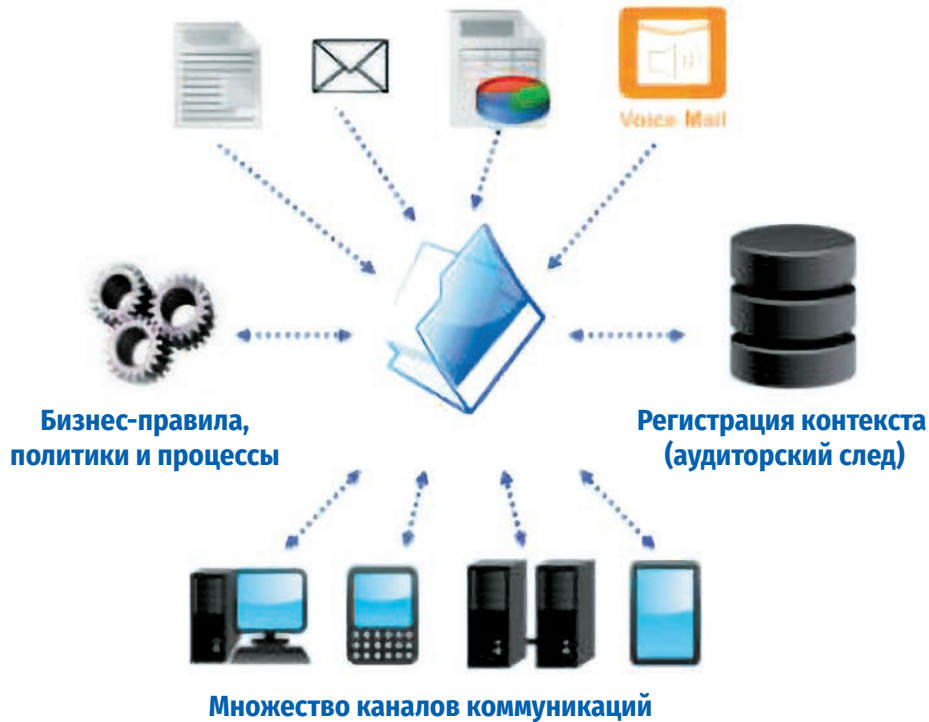 Voice Mail
Бизнес-правила,
политики и процессы
Регистрация контекста
(аудиторский след)
Множество каналов коммуникаций